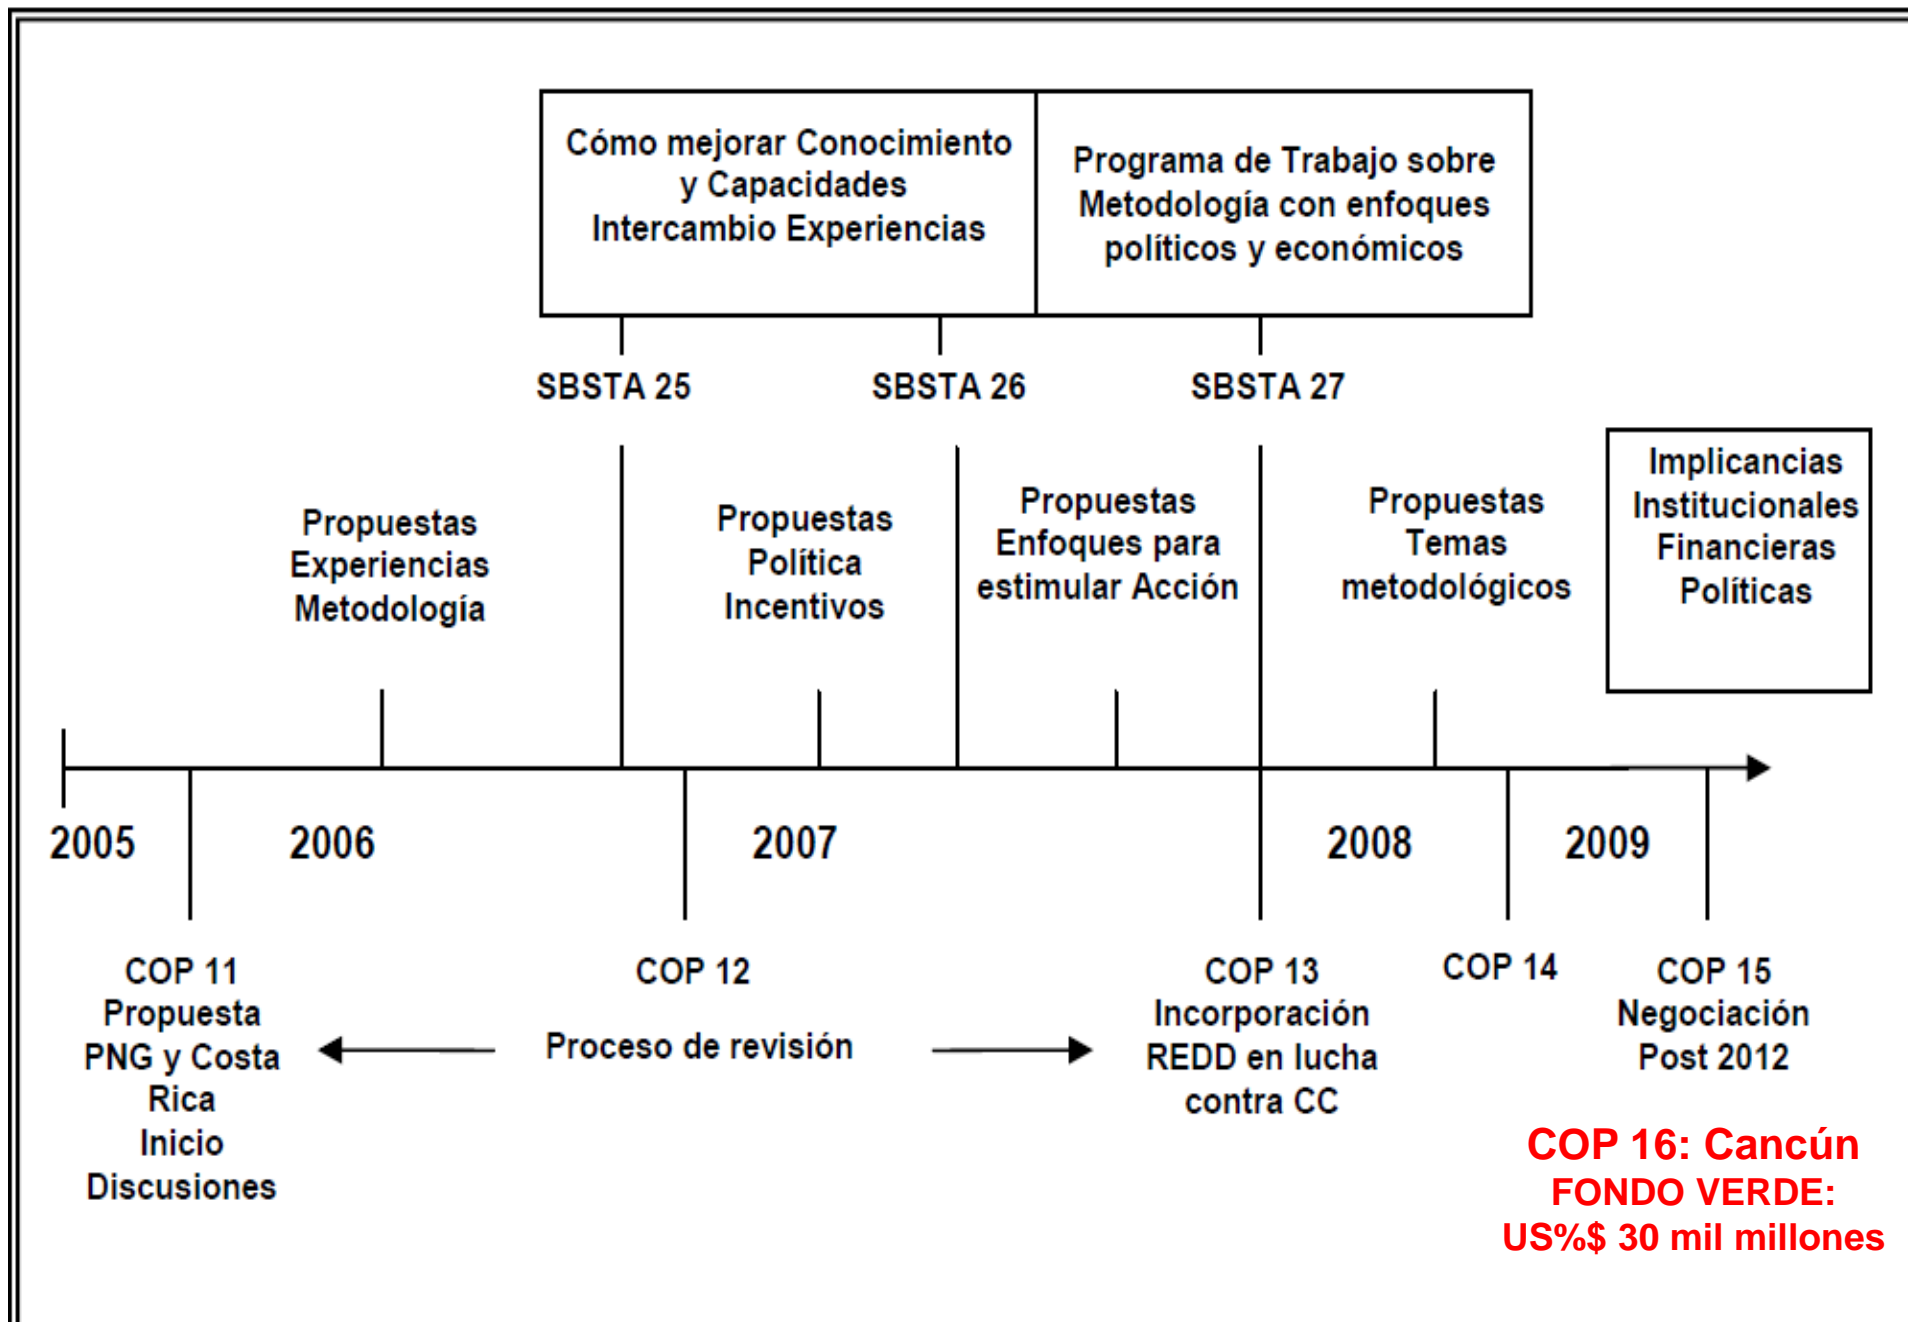 Cómo mejorar Conocimiento
y Capacidades
Intercambio Experiencias
Programa de Trabajo sobre
Metodología con enfoques
políticos y económicos
SBSTA 25
SBSTA 26
SBSTA 27
Propuestas
Experiencias
Metodología
Propuestas
Política
Incentivos
Propuestas
Enfoques para
estimular Acción
Propuestas
Temas
metodológicos
Implicancias
Institucionales
Financieras
Políticas
2005
2006
2007
2008
2009
COP 11
Propuesta
PNG y Costa
Rica
Inicio
Discusiones
COP 12
Proceso de revisión
COP 13
Incorporación
REDD en lucha
contra CC
COP 14
COP 15
Negociación
Post 2012
COP 16: Cancún
FONDO VERDE:
US%$ 30 mil millones